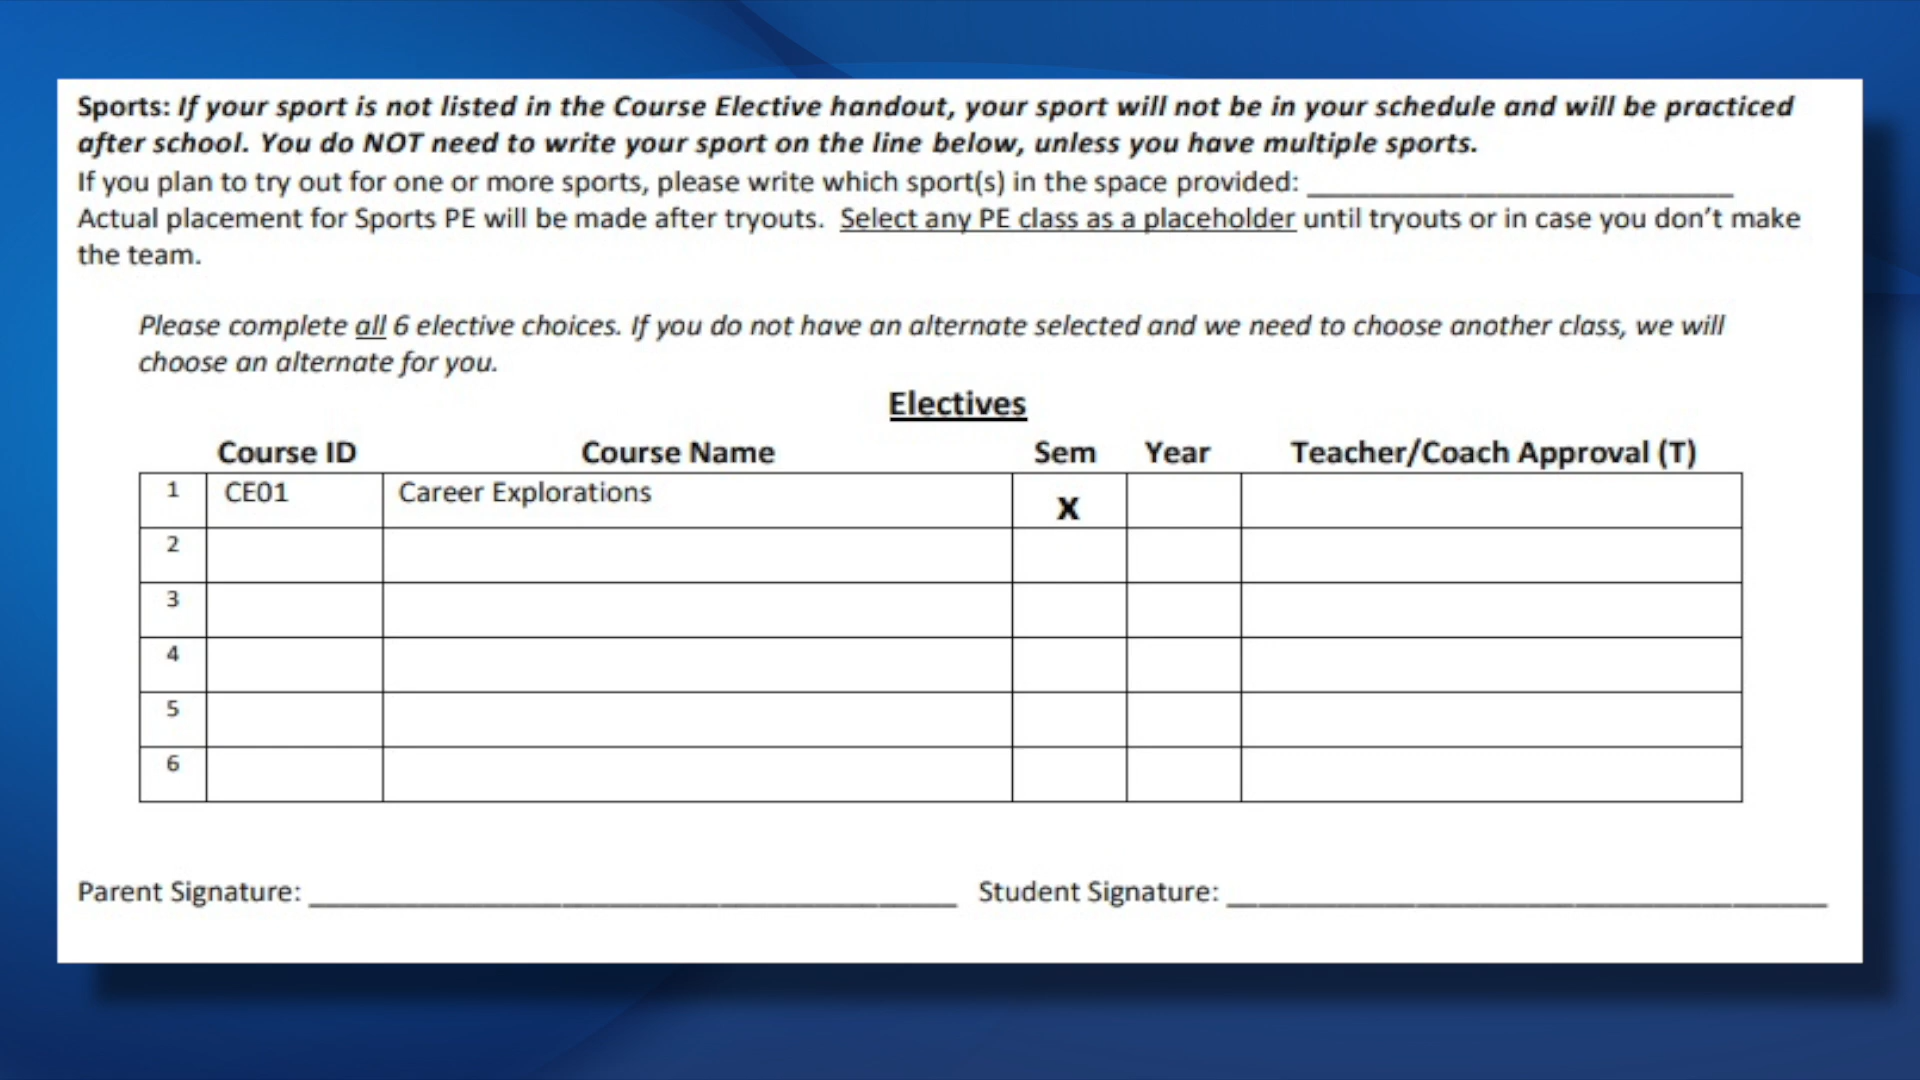 Sports: If your sport is not listed in the Course Elective handout, your sport will not be in your schedule and will be practiced
after school. You do NOT need to write your sport on the line below, unless you have multiple sports.
If you plan to try out for one or more sports, please write which sport(s) in the space provided: ____________________________
Actual placement for Sports PE will be made after tryouts. Select any PE class as a placeholder until tryouts or in case you don’t make
the team.
Please complete all 6 elective choices. If you do not have an alternate selected and we need to choose another class, we will
choose an alternate for you.
Electives
Course ID Course Name Sem Year Teacher/Coach Approval (T)
1 CE01 Career Explorations X
2
3
4
5
6
Parent Signature: ____________________________ Student Signature: ____________________________